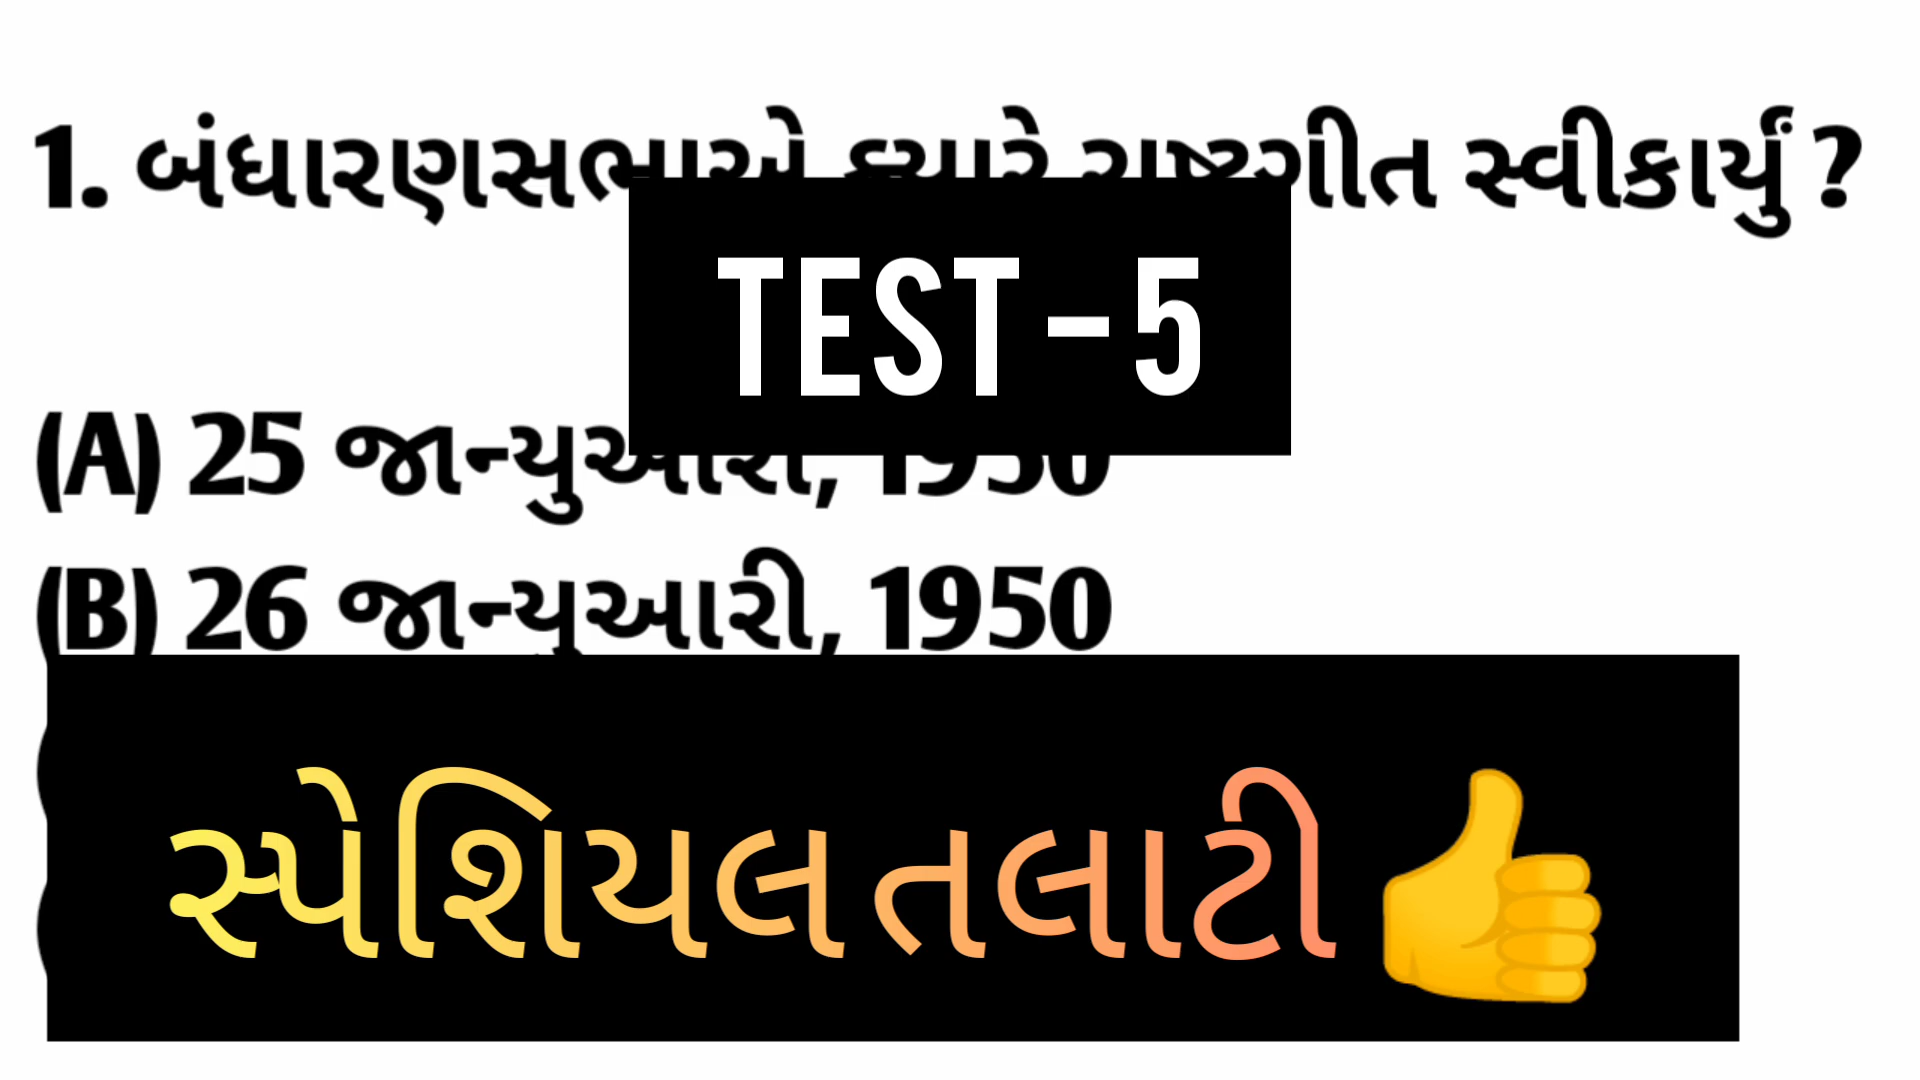 1. બંધારણસભાએ ક્યારે રાષ્ટ્રગીત સ્વીકાર્યું ?
TEST – 5
(A) 25 જાન્યુઆરી, 1950
(B) 26 જાન્યુઆરી, 1950
સ્પેશિયલ તલાટી👍